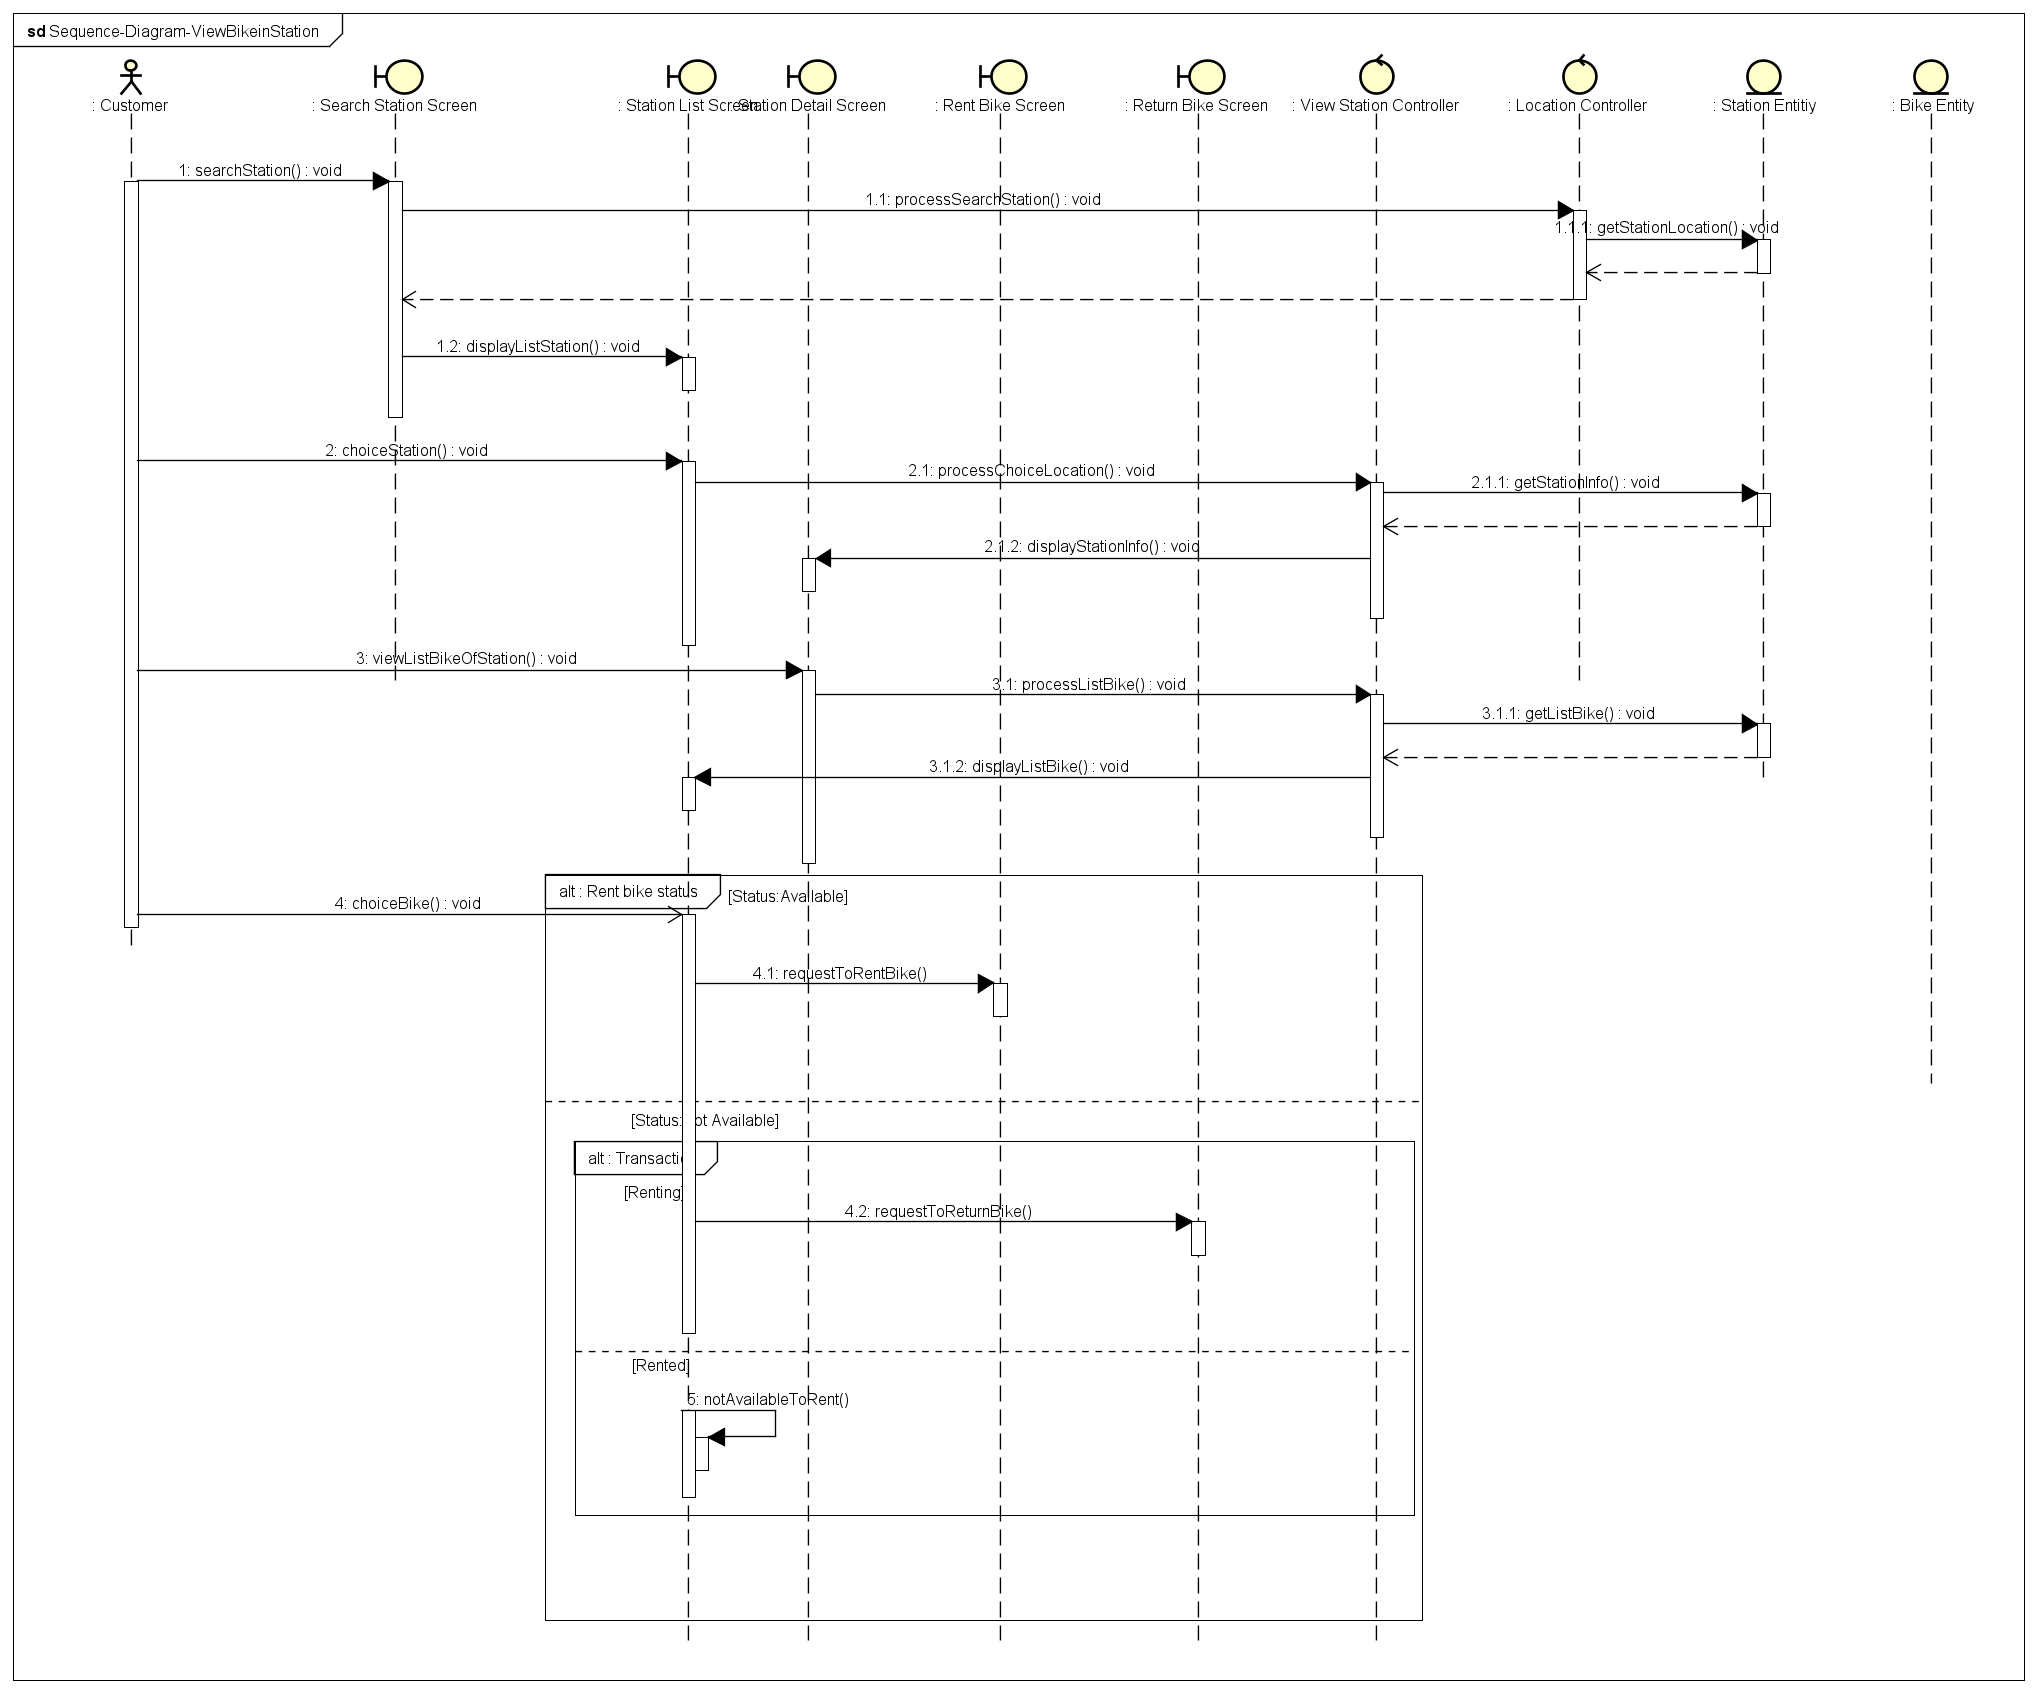 sd Sequence-Diagram-ViewBikeinStation
: Customer
: Search Station Screen
: Station List Screen
: Station Detail Screen
: Rent Bike Screen
: Return Bike Screen
: View Station Controller
: Location Controller
: Station Entitiy
: Bike Entity
1: searchStation() : void
1.1: processSearchStation() : void
1.1.1: getStationLocation() : void
1.2: displayListStation() : void
2: choiceStation() : void
2.1: processChoiceLocation() : void
2.1.1: getStationInfo() : void
2.1.2: displayStationInfo() : void
3: viewListBikeOfStation() : void
3.1: processListBike() : void
3.1.1: getListBike() : void
3.1.2: displayListBike() : void
alt : Rent bike status
[Status:Available]
4: choiceBike() : void
4.1: requestToRentBike()
[Status:Not Available]
alt : Transaction
[Renting]
4.2: requestToReturnBike()
[Rented]
5: notAvailableToRent()